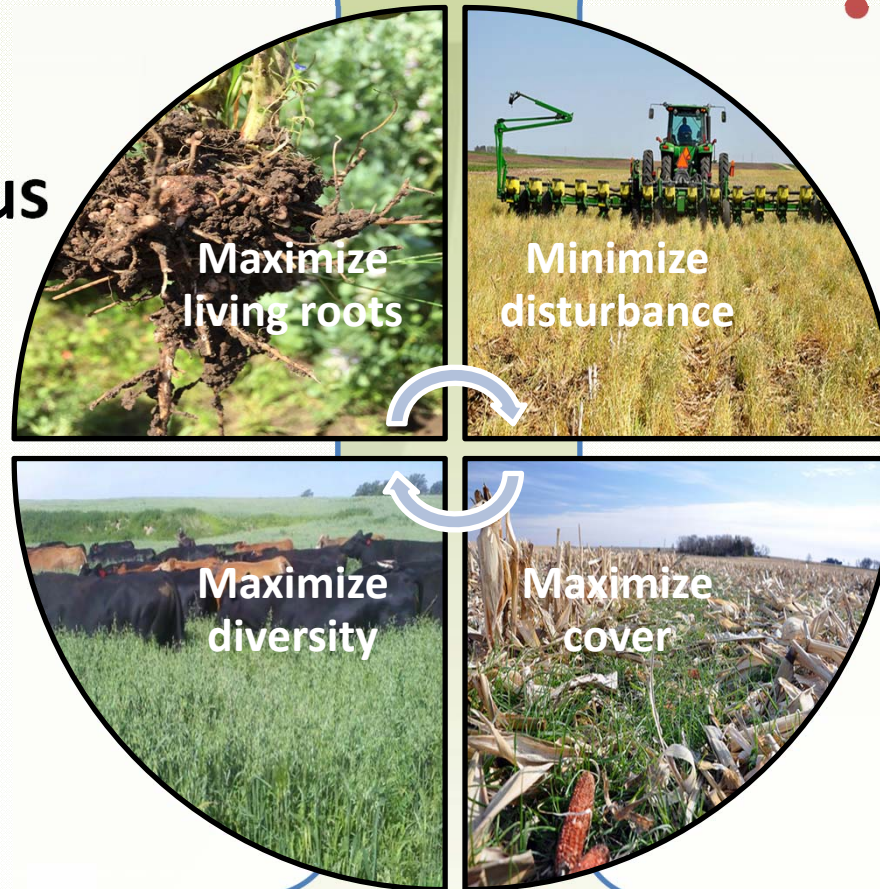 us
Maximize
living roots
Minimize
disturbance
Maximize
diversity
Maximize
cover